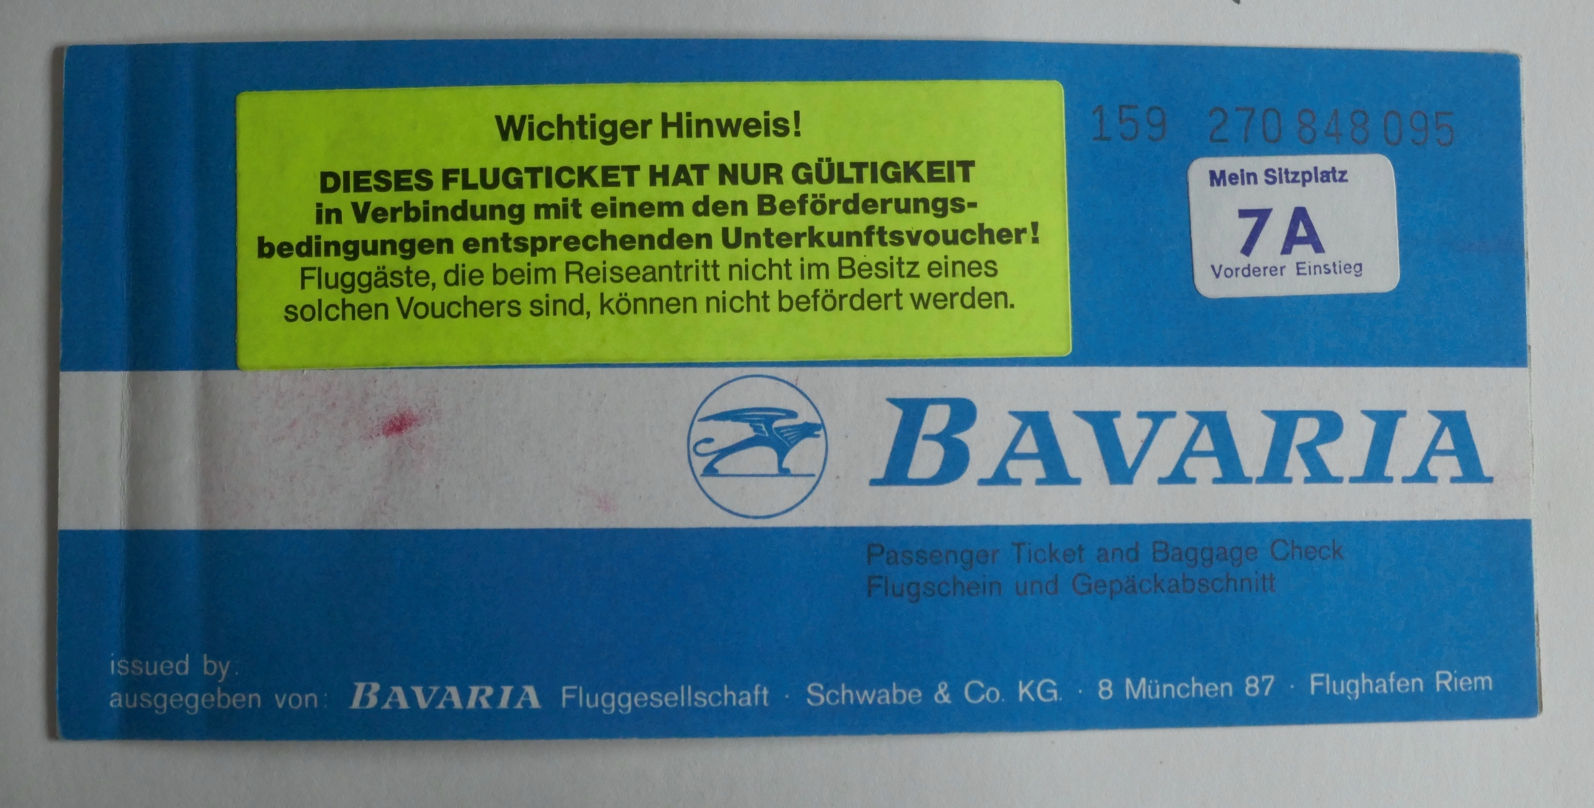 Wichtiger Hinweis!
DIESES FLUGTICKET HAT NUR GÜLTIGKEIT
in Verbindung mit einem den Beförderungs-
bedingungen entsprechenden Unterkunftsvoucher!
Fluggäste, die beim Reiseantritt nicht im Besitz eines
solchen Vouchers sind, können nicht befördert werden.
159 270 848 095
Mein Sitzplatz
7A
Vorderer Einstieg
BAVARIA
Passenger Ticket and Baggage Check
Flugschein und Gepäckabschnitt
issued by:
ausgegeben von: BAVARIA Fluggesellschaft · Schwabe & Co. KG. · 8 München 87 · Flughafen Riem